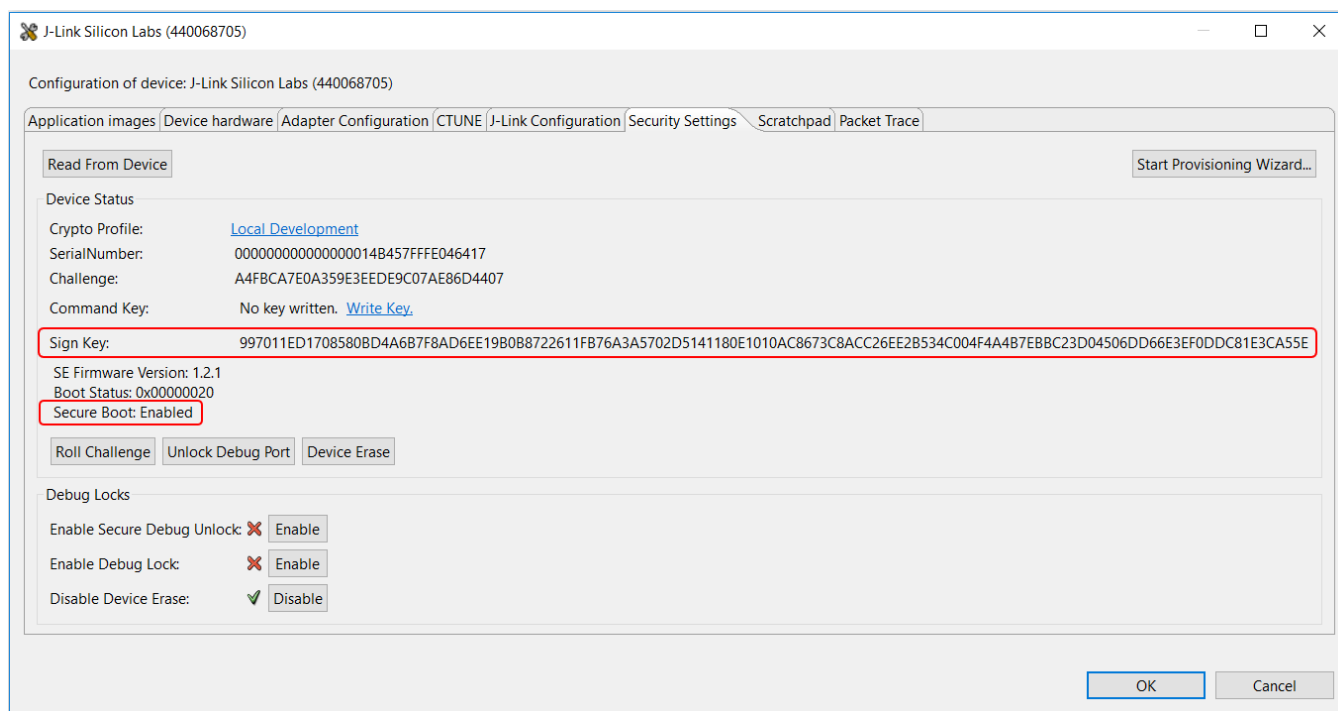 J-Link Silicon Labs (440068705)
Configuration of device: J-Link Silicon Labs (440068705)
Application images Device hardware Adapter Configuration CTUNE J-Link Configuration Security Settings Scratchpad Packet Trace
Read From Device Start Provisioning Wizard...
Device Status
Crypto Profile: Local Development
SerialNumber: 000000000000000014B457FFFE046417
Challenge: A4FBCA7E0A359E3EEDE9C07AE86D4407
Command Key: No key written. Write Key.
Sign Key: 997011ED1708580BD4A6B7F8AD6EE19B0B8722611FB76A3A5702D5141180E1010AC8673C8ACC26EE2B534C004F4A4B7EBBC23D04506DD66E3EF0DDC81E3CA55E
SE Firmware Version: 1.2.1
Boot Status: 0x00000020
Secure Boot: Enabled
Roll Challenge Unlock Debug Port Device Erase
Debug Locks
Enable Secure Debug Unlock: Enable
Enable Debug Lock: Enable
Disable Device Erase: Disable
OK Cancel